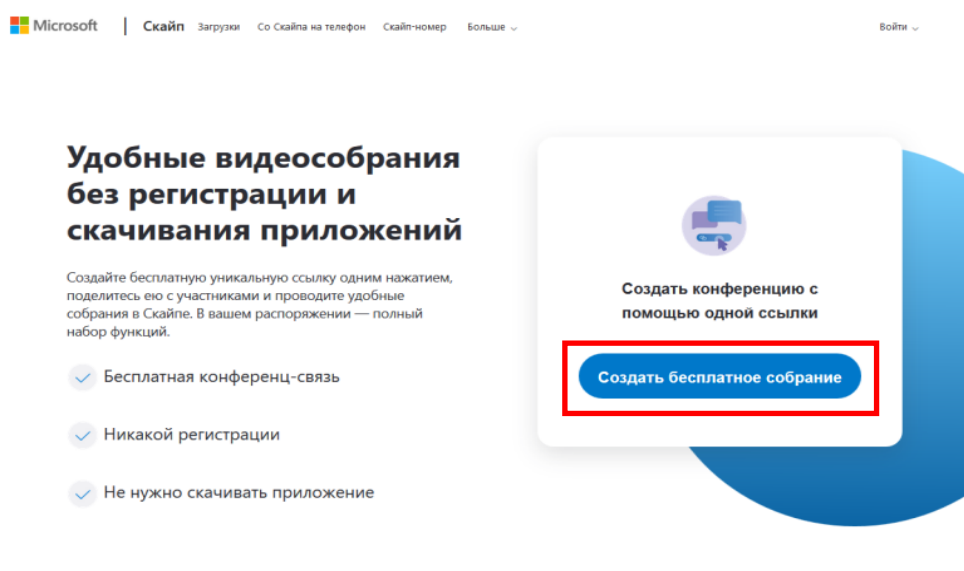 Microsoft
Скайп Загрузки Со Скайпа на телефон Скайп-номер Больше
Войти
Удобные видеособрания
без регистрации и
скачивания приложений
Создайте бесплатную уникальную ссылку одним нажатием,
поделитесь ею с участниками и проводите удобные
собрания в Скайпе. В вашем распоряжении — полный
набор функций.
Бесплатная конференц-связь
Никакой регистрации
Не нужно скачивать приложение
Создать конференцию с
помощью одной ссылки
Создать бесплатное собрание